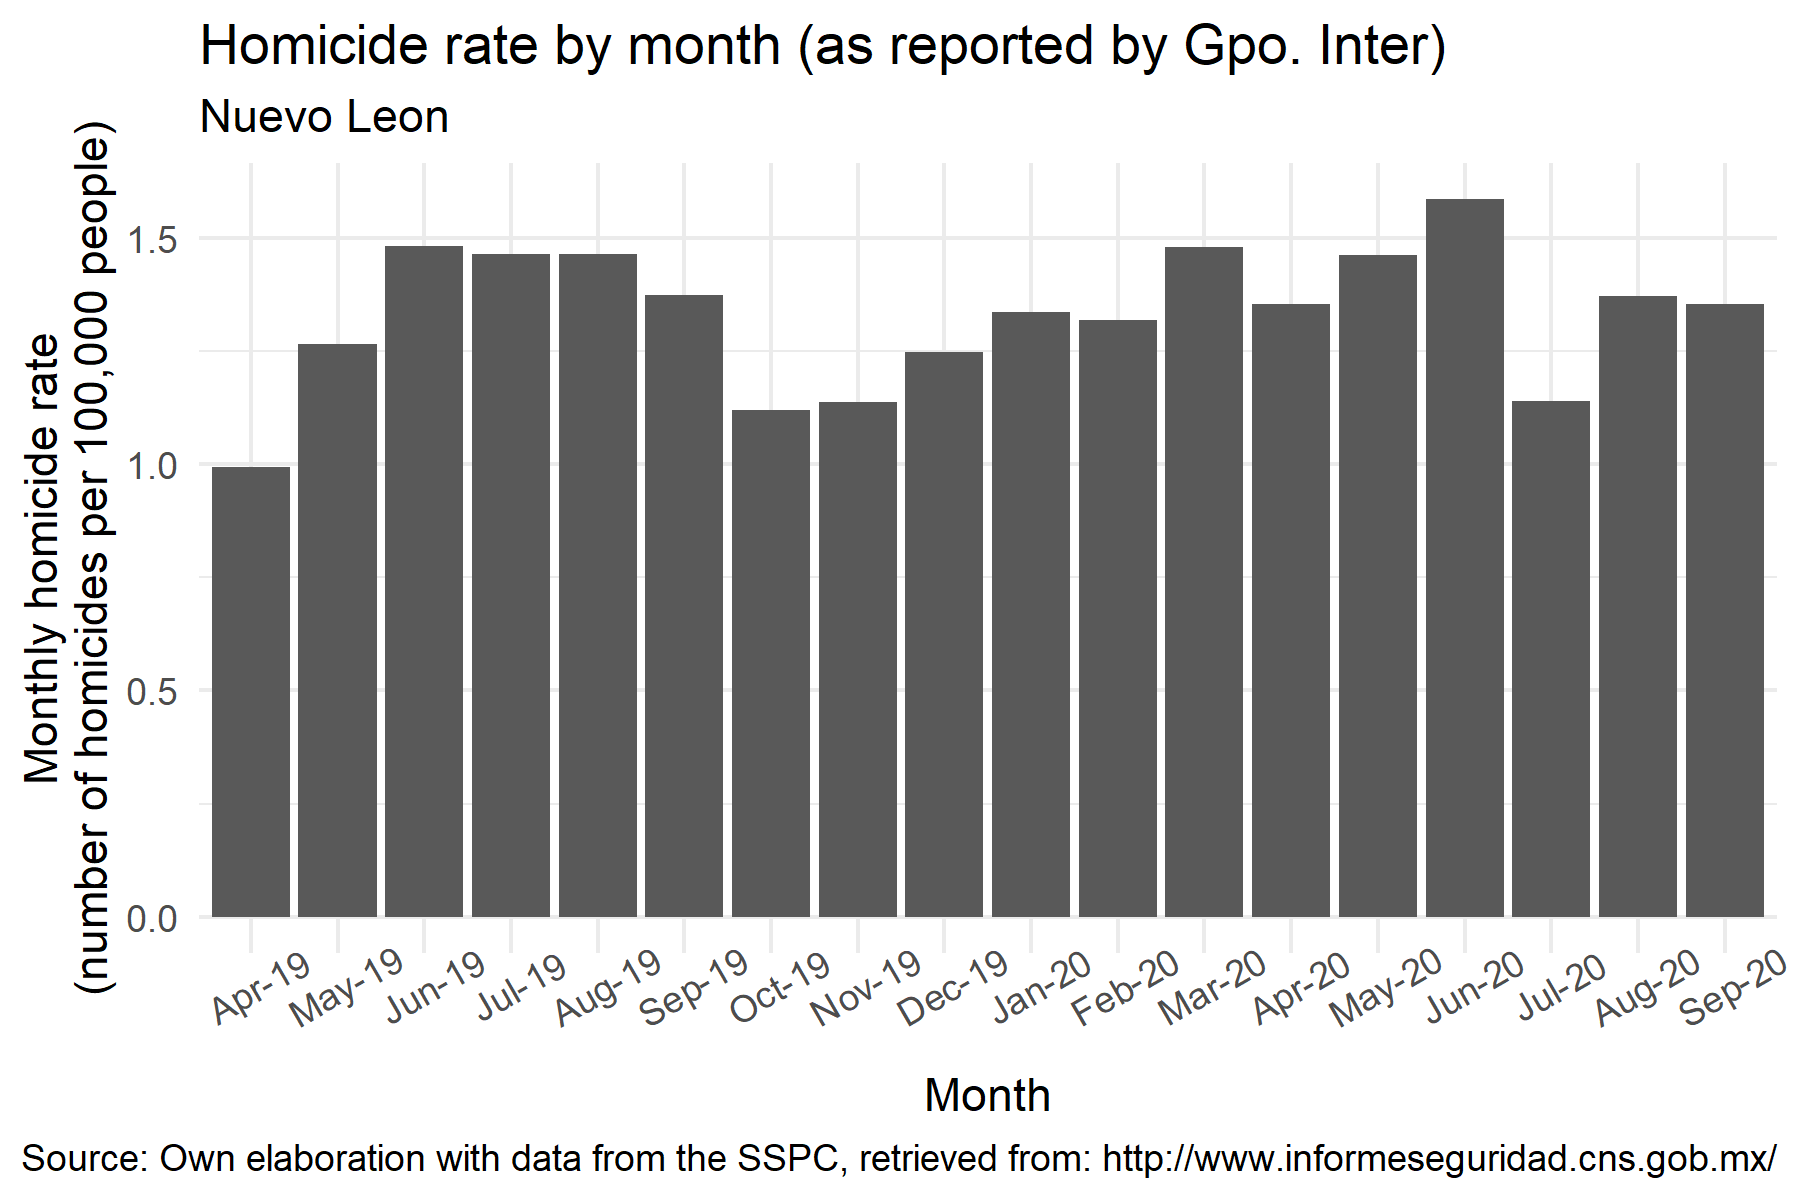 Homicide rate by month (as reported by Gpo. Inter)
Nuevo Leon
Monthly homicide rate
(number of homicides per 100,000 people)
1.5
1.0
0.5
0.0
Apr-19
May-19
Jun-19
Jul-19
Aug-19
Sep-19
Oct-19
Nov-19
Dec-19
Jan-20
Feb-20
Mar-20
Apr-20
May-20
Jun-20
Jul-20
Aug-20
Sep-20
Month
Source: Own elaboration with data from the SSPC, retrieved from: http://www.informeseguridad.cns.gob.mx/